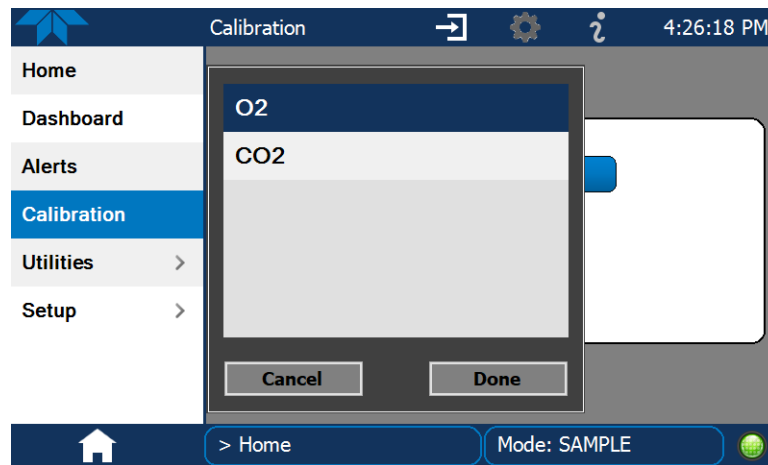 Calibration
4:26:18 PM
Home
Dashboard
Alerts
Calibration
Utilities >
Setup >
O2
CO2
Cancel
Done
> Home
Mode: SAMPLE